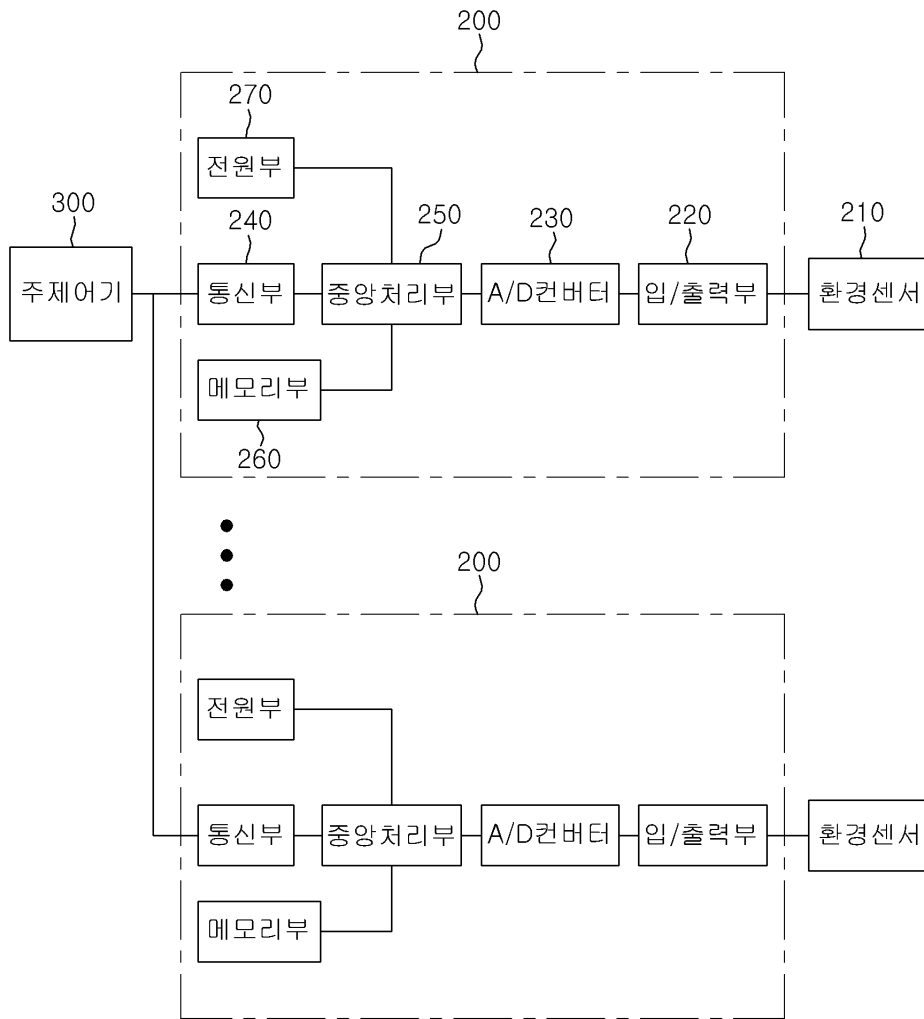 200
270
전원부
300
240
250
230
220
210
주제어기
통신부
중앙처리부
A/D컨버터
입/출력부
환경센서
메모리부
260
200
전원부
통신부
중앙처리부
A/D컨버터
입/출력부
환경센서
메모리부